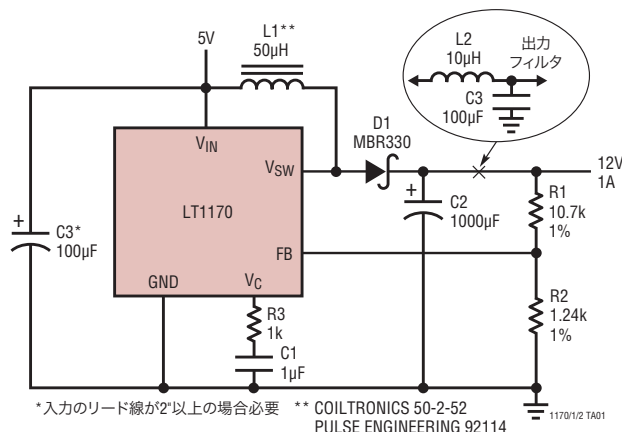 5V
L1**
50µH
L2
10µH
出力
フィルタ
C3
100µF
D1
MBR330
VIN
VSW
LT1170
12V
1A
R1
10.7k
1%
+
C2
1000µF
+
C3*
100µF
FB
GND
VC
R3
1k
C1
1µF
R2
1.24k
1%
*入力のリード線が2"以上の場合必要
** COILTRONICS 50-2-52
PULSE ENGINEERING 92114
1170/1/2 TA01